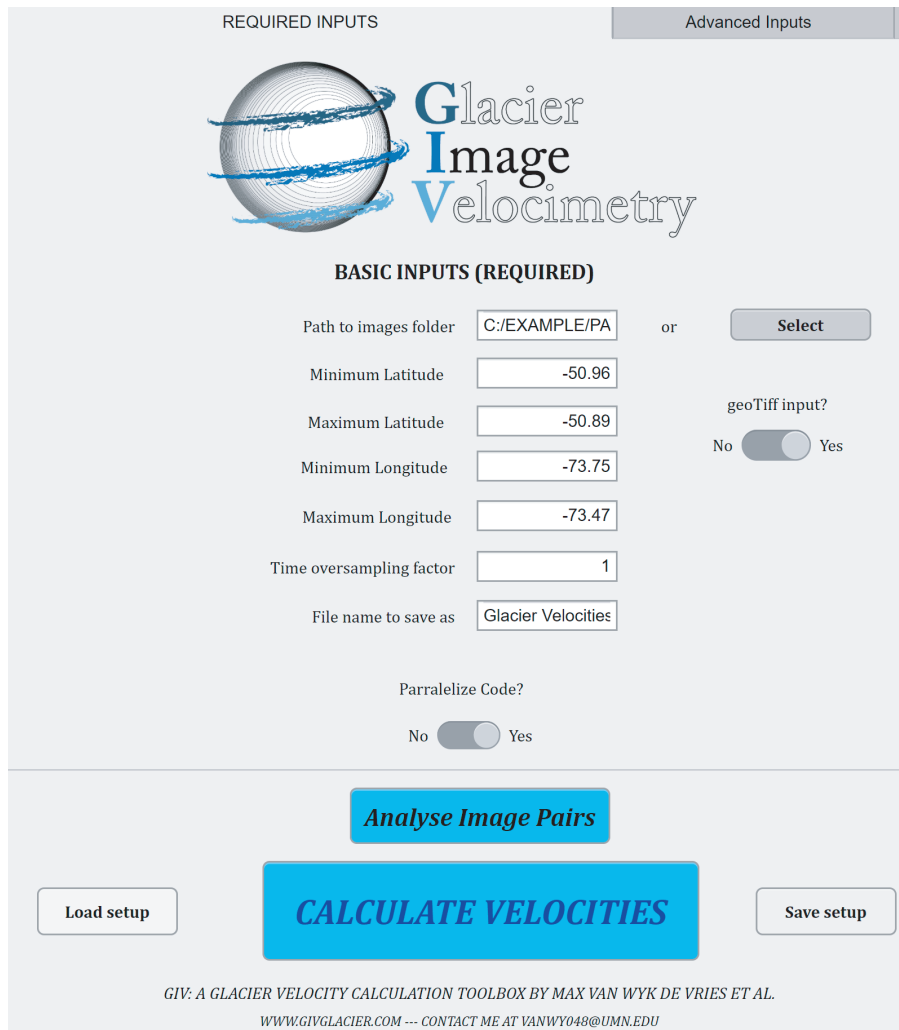 REQUIRED INPUTS
Advanced Inputs
Glacier
Image
Velocimetry
BASIC INPUTS (REQUIRED)
Path to images folder C:/EXAMPLE/PA or Select
Minimum Latitude -50.96
geoTiff input?
Maximum Latitude -50.89
No Yes
Minimum Longitude -73.75
Maximum Longitude -73.47
Time oversampling factor 1
File name to save as Glacier Velocities
Parralelize Code?
No Yes
Analyse Image Pairs
Load setup CALCULATE VELOCITIES Save setup
GIV: A GLACIER VELOCITY CALCULATION TOOLBOX BY MAX VAN WYK DE VRIES ET AL.
WWW.GIVGLACIER.COM --- CONTACT ME AT VANWY048@UMN.EDU